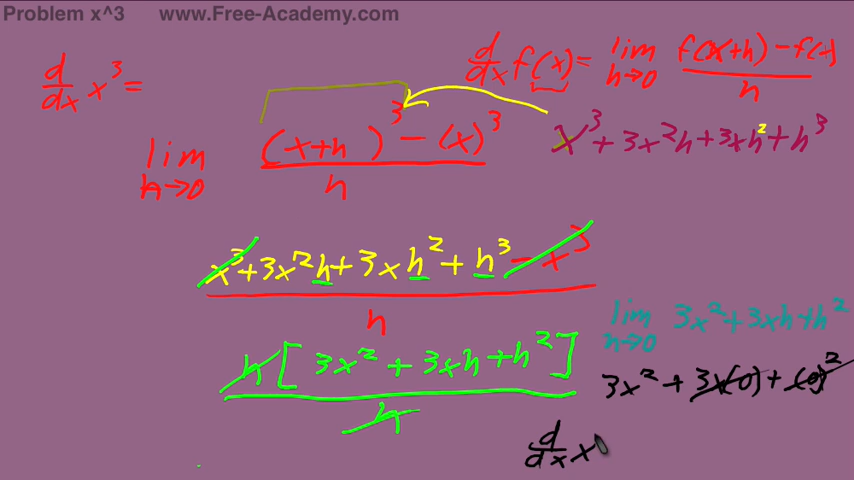 Problem x^3 www.Free-Academy.com
d/dx x³ =
d/dx f(x) = lim h→0 f(x+h) - f(x) / h
lim h→0 (x+h)³ - (x)³ / h
x³ + 3x²h + 3xh² + h³
x³ + 3x²h + 3xh² + h³ - x³ / h
lim h→0 3x² + 3xh + h²
h[3x² + 3xh + h²] / h
3x² + 3x(0) + (0)²
d/dx x